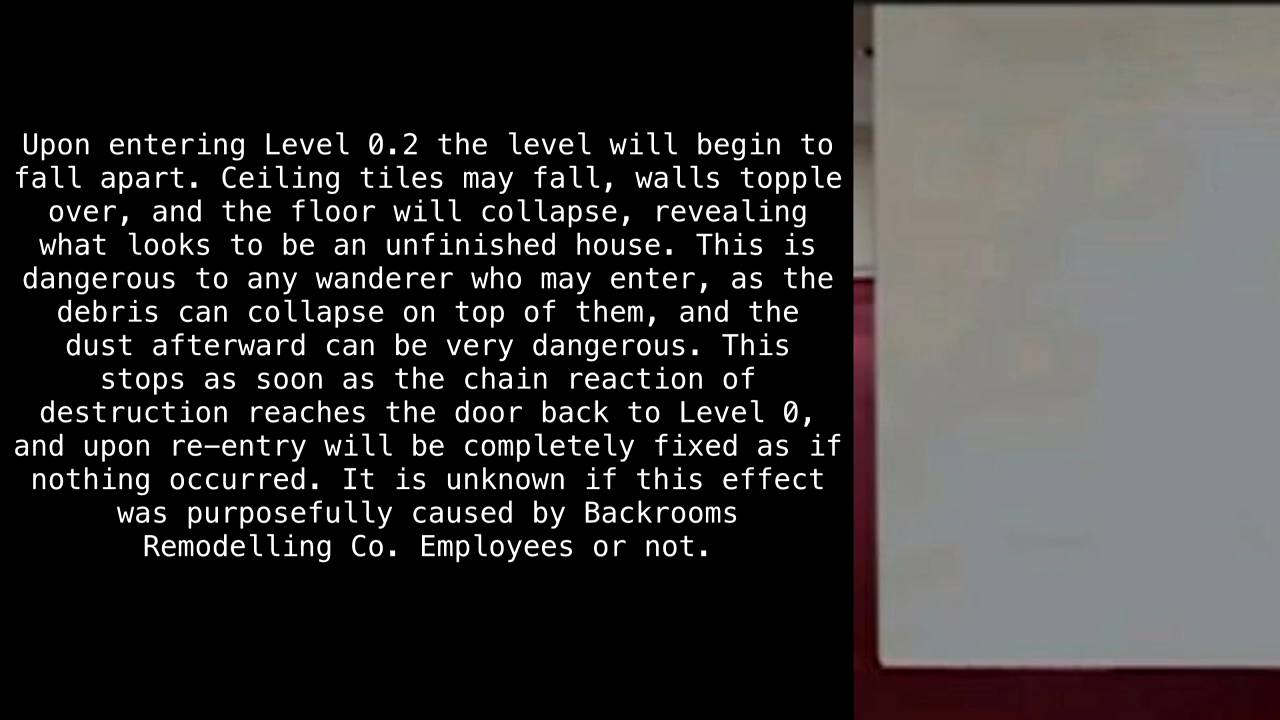 Upon entering Level 0.2 the level will begin to
fall apart. Ceiling tiles may fall, walls topple
over, and the floor will collapse, revealing
what looks to be an unfinished house. This is
dangerous to any wanderer who may enter, as the
debris can collapse on top of them, and the
dust afterward can be very dangerous. This
stops as soon as the chain reaction of
destruction reaches the door back to Level 0,
and upon re–entry will be completely fixed as if
nothing occurred. It is unknown if this effect
was purposefully caused by Backrooms
Remodelling Co. Employees or not.